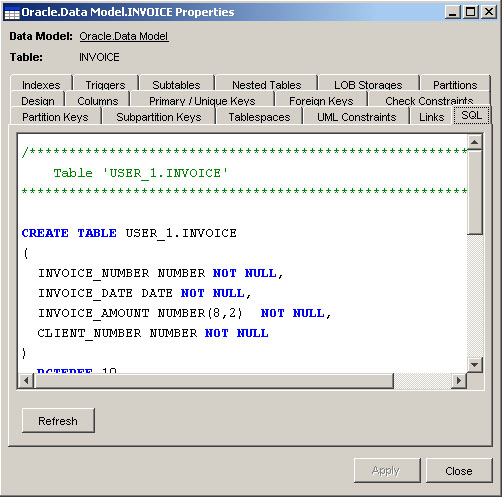 Oracle.Data Model.INVOICE Properties
Data Model: Oracle.Data Model
Table: INVOICE
Indexes Triggers Subtables Nested Tables LOB Storages Partitions
Design Columns Primary / Unique Keys Foreign Keys Check Constraints
Partition Keys Subpartition Keys Tablespaces UML Constraints Links SQL
/********************************************************
Table 'USER_1.INVOICE'
*********************************************************
CREATE TABLE USER_1.INVOICE
(
INVOICE_NUMBER NUMBER NOT NULL,
INVOICE_DATE DATE NOT NULL,
INVOICE_AMOUNT NUMBER(8,2)  NOT NULL,
CLIENT_NUMBER NUMBER NOT NULL
)
PCTFREE 10
Refresh
Apply Close